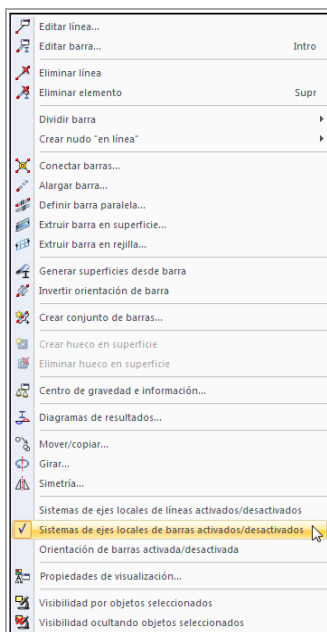 Editar línea...
Editar barra... Intro
Eliminar línea
Eliminar elemento Supr
Dividir barra
Crear nudo "en línea"
Conectar barras...
Alargar barra...
Definir barra paralela...
Extruir barra en superficie...
Extruir barra en rejilla...
Generar superficies desde barra
Invertir orientación de barra
Crear conjunto de barras...
Crear hueco en superficie
Eliminar hueco en superficie
Centro de gravedad e información...
Diagramas de resultados...
Mover/copiar...
Girar...
Simetría...
Sistemas de ejes locales de líneas activados/desactivados
Sistemas de ejes locales de barras activados/desactivados
Orientación de barras activada/desactivada
Propiedades de visualización...
Visibilidad por objetos seleccionados
Visibilidad ocultando objetos seleccionados